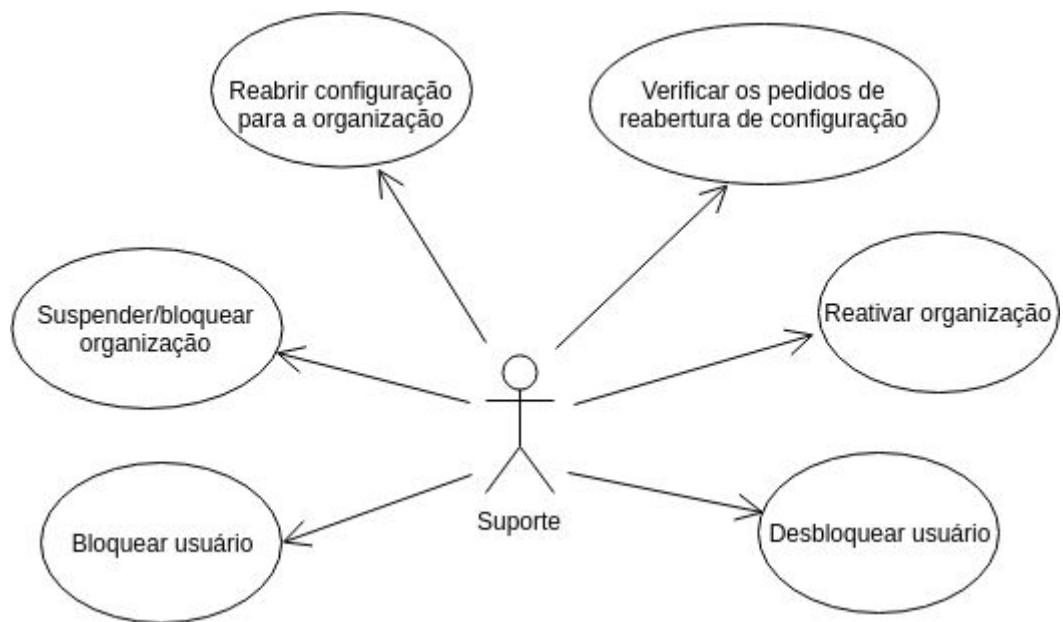 Reabrir configuração
para a organização
Verificar os pedidos de
reabertura de configuração
Suspender/bloquear
organização
Reativar organização
Bloquear usuário
Suporte
Desbloquear usuário